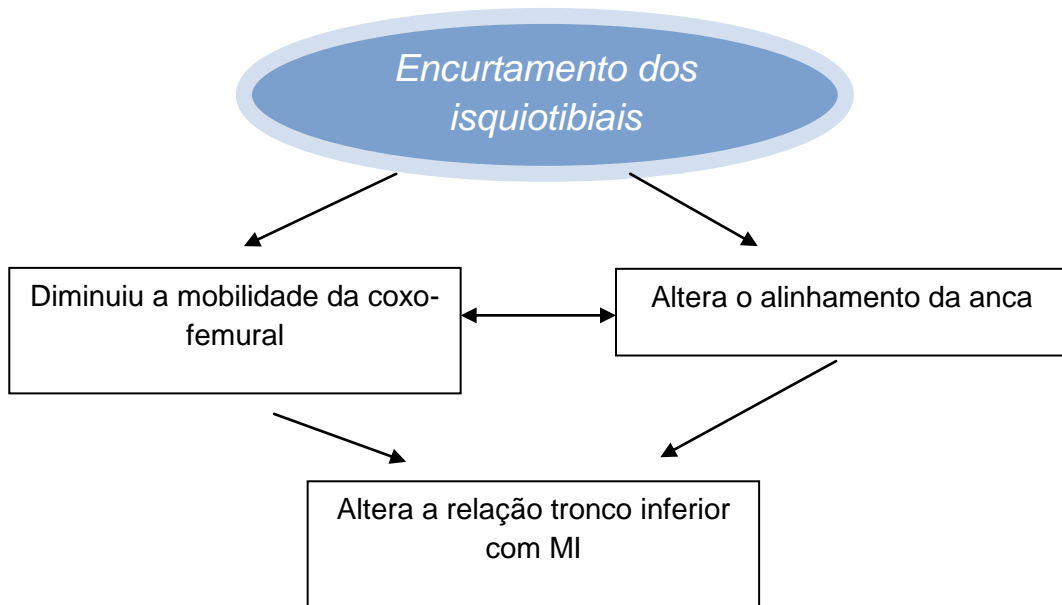 Encurtamento dos
isquiotibiais
Diminuiu a mobilidade da coxo-
femural
Altera o alinhamento da anca
Altera a relação tronco inferior
com MI